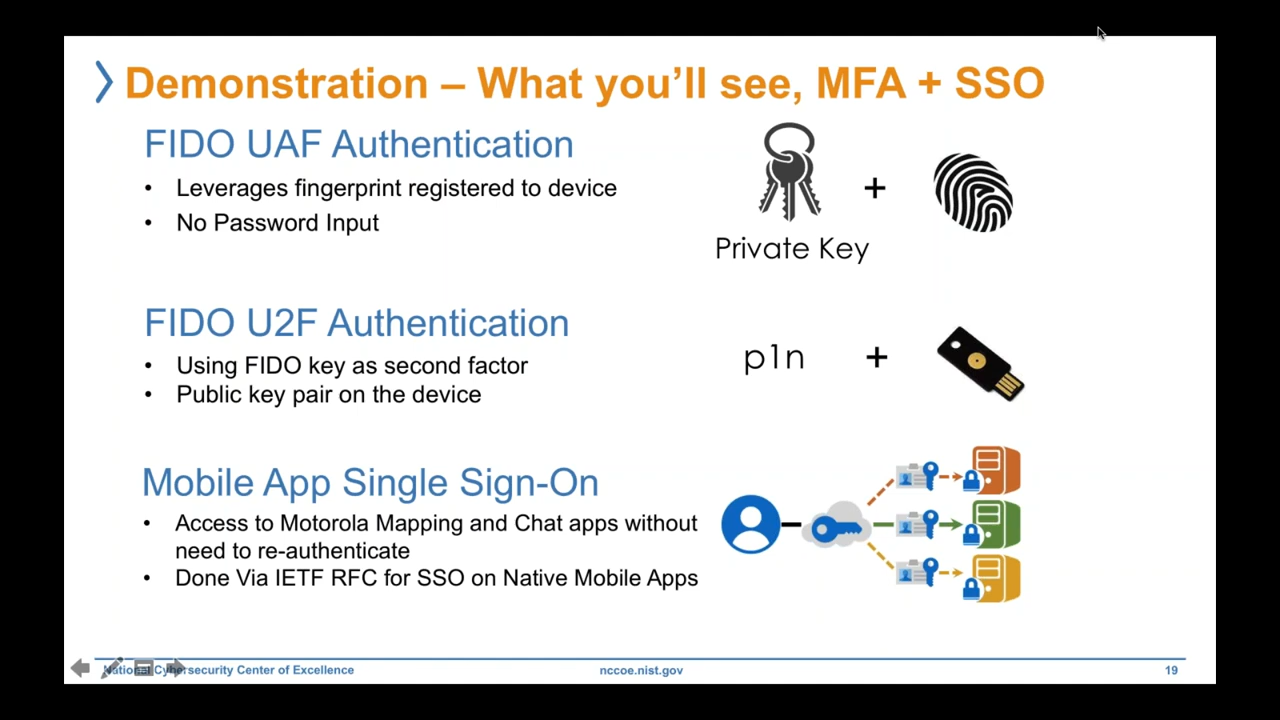 Demonstration – What you'll see, MFA + SSO
FIDO UAF Authentication
• Leverages fingerprint registered to device
• No Password Input
+
Private Key
FIDO U2F Authentication
• Using FIDO key as second factor
• Public key pair on the device
p1n +
Mobile App Single Sign-On
• Access to Motorola Mapping and Chat apps without
need to re-authenticate
• Done Via IETF RFC for SSO on Native Mobile Apps
National Cybersecurity Center of Excellence
nccoe.nist.gov
19